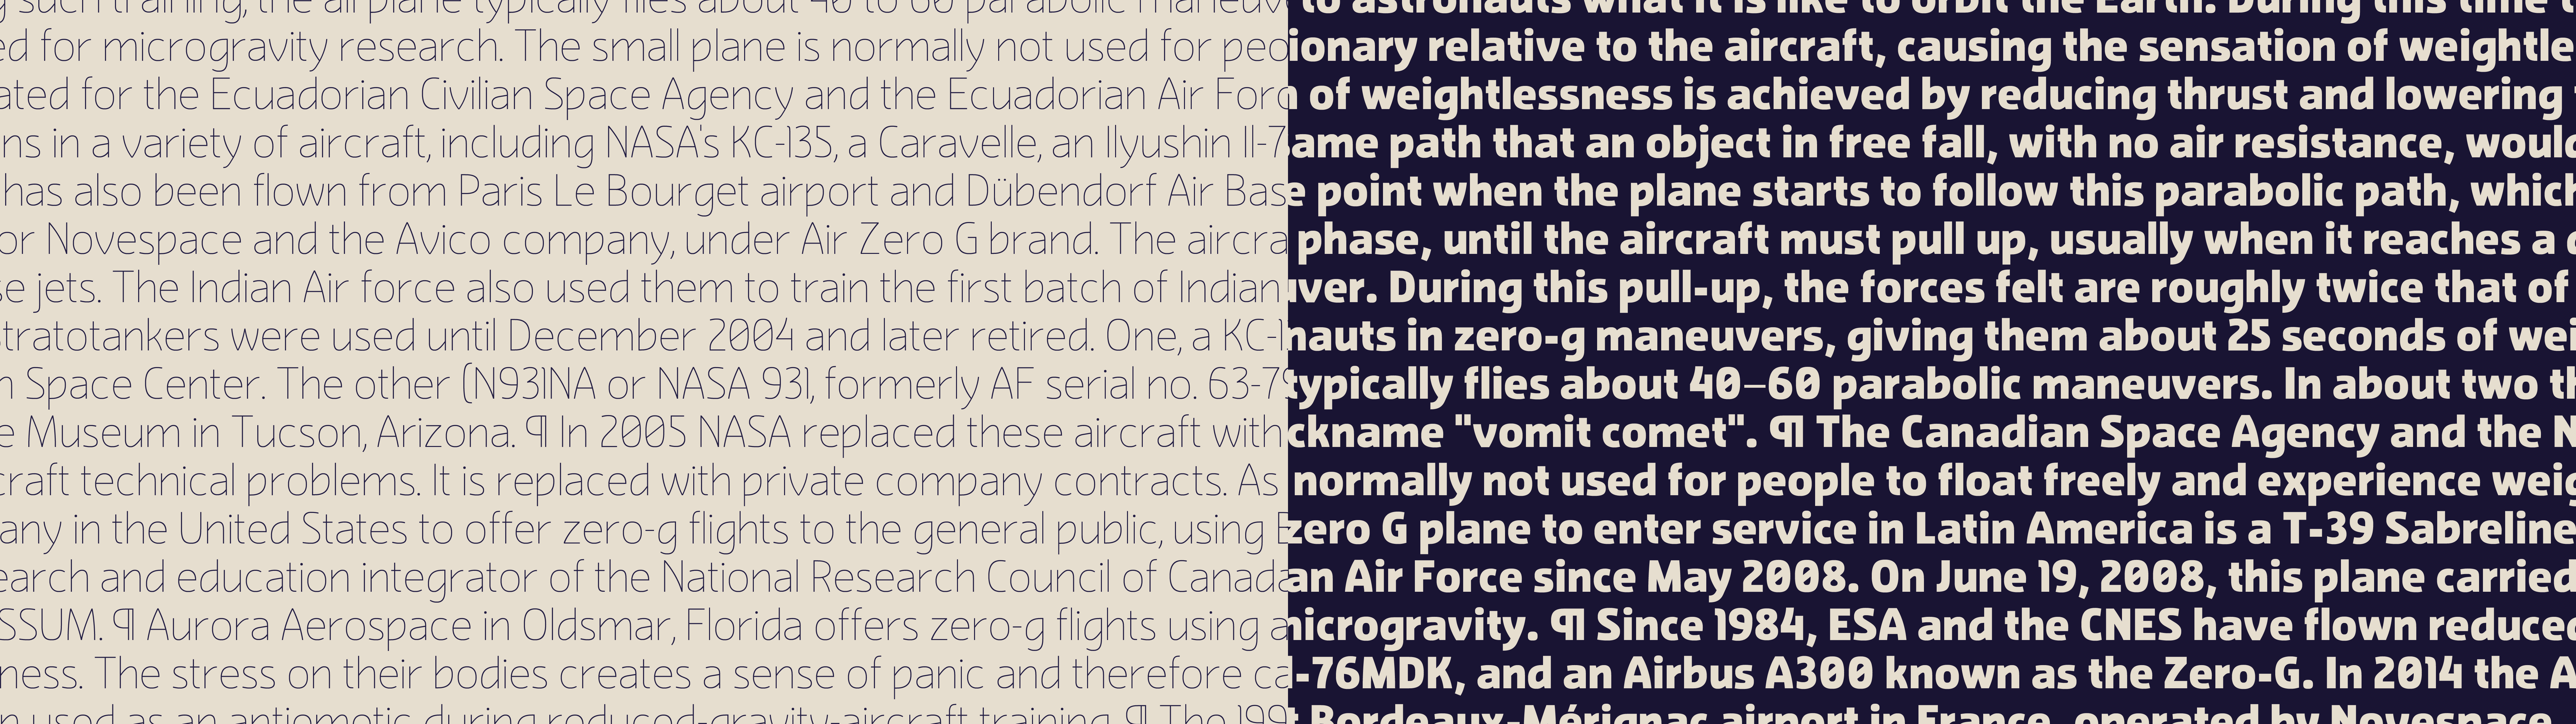 such training, the airplane typically flies about 40 to 60 parabolic maneuv
ed for microgravity research. The small plane is normally not used for peo
ated for the Ecuadorian Civilian Space Agency and the Ecuadorian Air Forc
ns in a variety of aircraft, including NASA's KC-135, a Caravelle, an Ilyushin Il-7
has also been flown from Paris Le Bourget airport and Dübendorf Air Bas
or Novespace and the Avico company, under Air Zero G brand. The aircra
se jets. The Indian Air force also used them to train the first batch of Indian
tratotankers were used until December 2004 and later retired. One, a KC-1
n Space Center. The other (N931NA or NASA 931, formerly AF serial no. 63-79
e Museum in Tucson, Arizona. ¶ In 2005 NASA replaced these aircraft with
craft technical problems. It is replaced with private company contracts. As
any in the United States to offer zero-g flights to the general public, using B
earch and education integrator of the National Research Council of Canada
SSUM. ¶ Aurora Aerospace in Oldsmar, Florida offers zero-g flights using a
ness. The stress on their bodies creates a sense of panic and therefore ca
n used as an antiemetic during reduced-gravity-aircraft training. ¶ The 199
to astronauts what it is like to orbit the Earth. During this time t
ionary relative to the aircraft, causing the sensation of weightle
n of weightlessness is achieved by reducing thrust and lowering
ame path that an object in free fall, with no air resistance, would
e point when the plane starts to follow this parabolic path, which
phase, until the aircraft must pull up, usually when it reaches a d
uver. During this pull-up, the forces felt are roughly twice that of
nauts in zero-g maneuvers, giving them about 25 seconds of wei
typically flies about 40–60 parabolic maneuvers. In about two th
ckname "vomit comet". ¶ The Canadian Space Agency and the N
normally not used for people to float freely and experience weig
zero G plane to enter service in Latin America is a T-39 Sabreline
an Air Force since May 2008. On June 19, 2008, this plane carried
microgravity. ¶ Since 1984, ESA and the CNES have flown reduced
l-76MDK, and an Airbus A300 known as the Zero-G. In 2014 the A
t Bordeaux-Mérignac airport in France, operated by Novespace